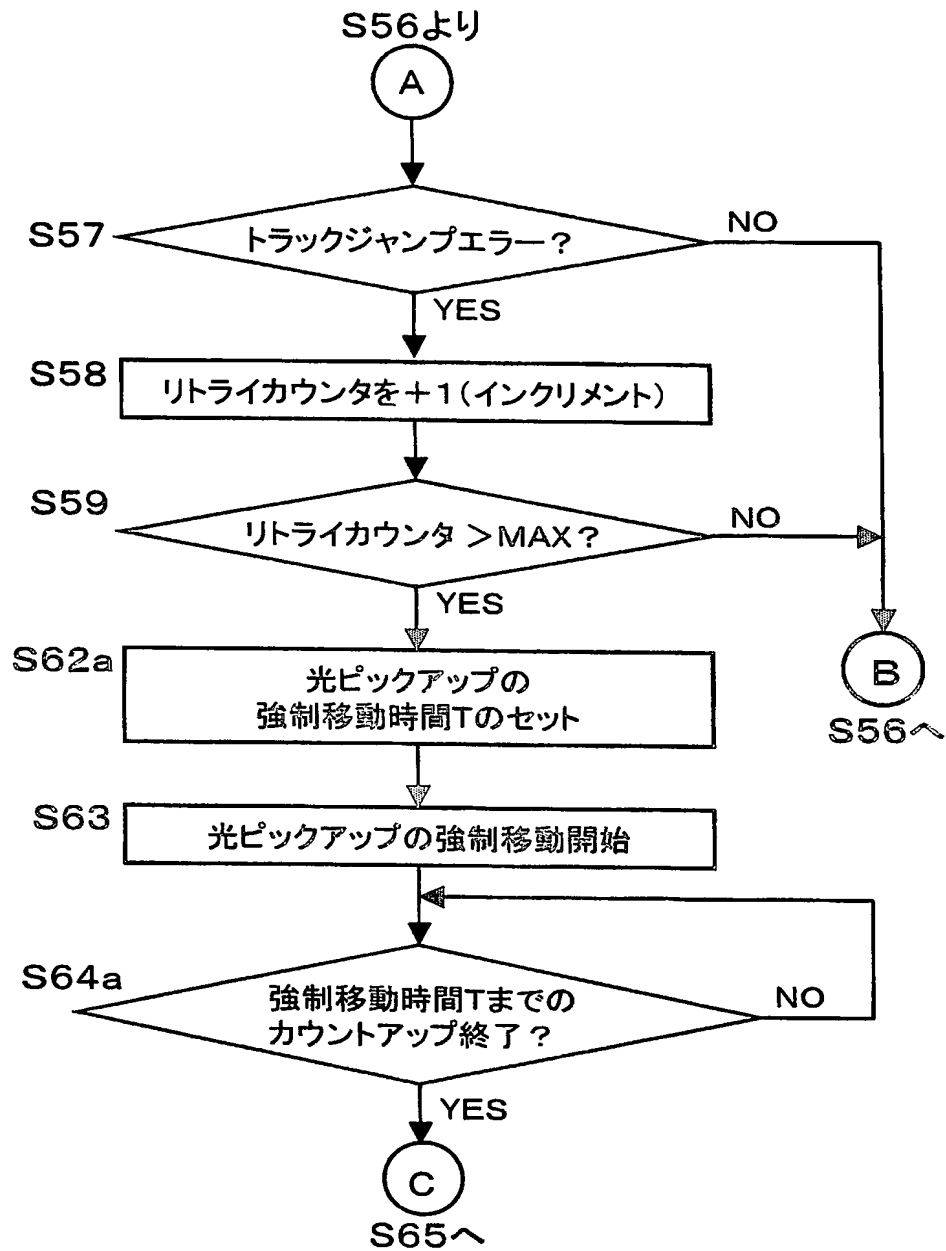 S56より
A
S57
トラックジャンプエラー？
NO
YES
S58
リトライカウンタを＋1（インクリメント）
S59
リトライカウンタ＞MAX？
NO
YES
S62a
光ピックアップの
強制移動時間Tのセット
B
S56へ
S63
光ピックアップの強制移動開始
S64a
強制移動時間Tまでの
カウントアップ終了？
NO
YES
C
S65へ